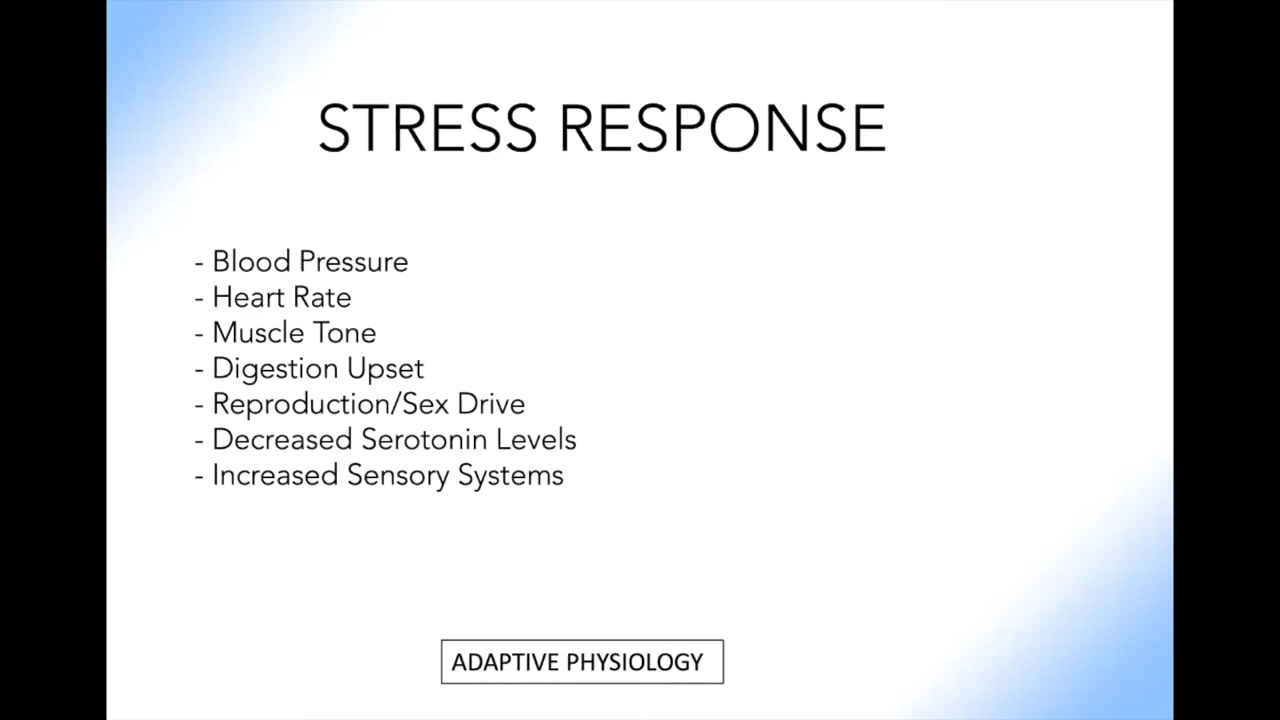 STRESS RESPONSE
- Blood Pressure
- Heart Rate
- Muscle Tone
- Digestion Upset
- Reproduction/Sex Drive
- Decreased Serotonin Levels
- Increased Sensory Systems
ADAPTIVE PHYSIOLOGY